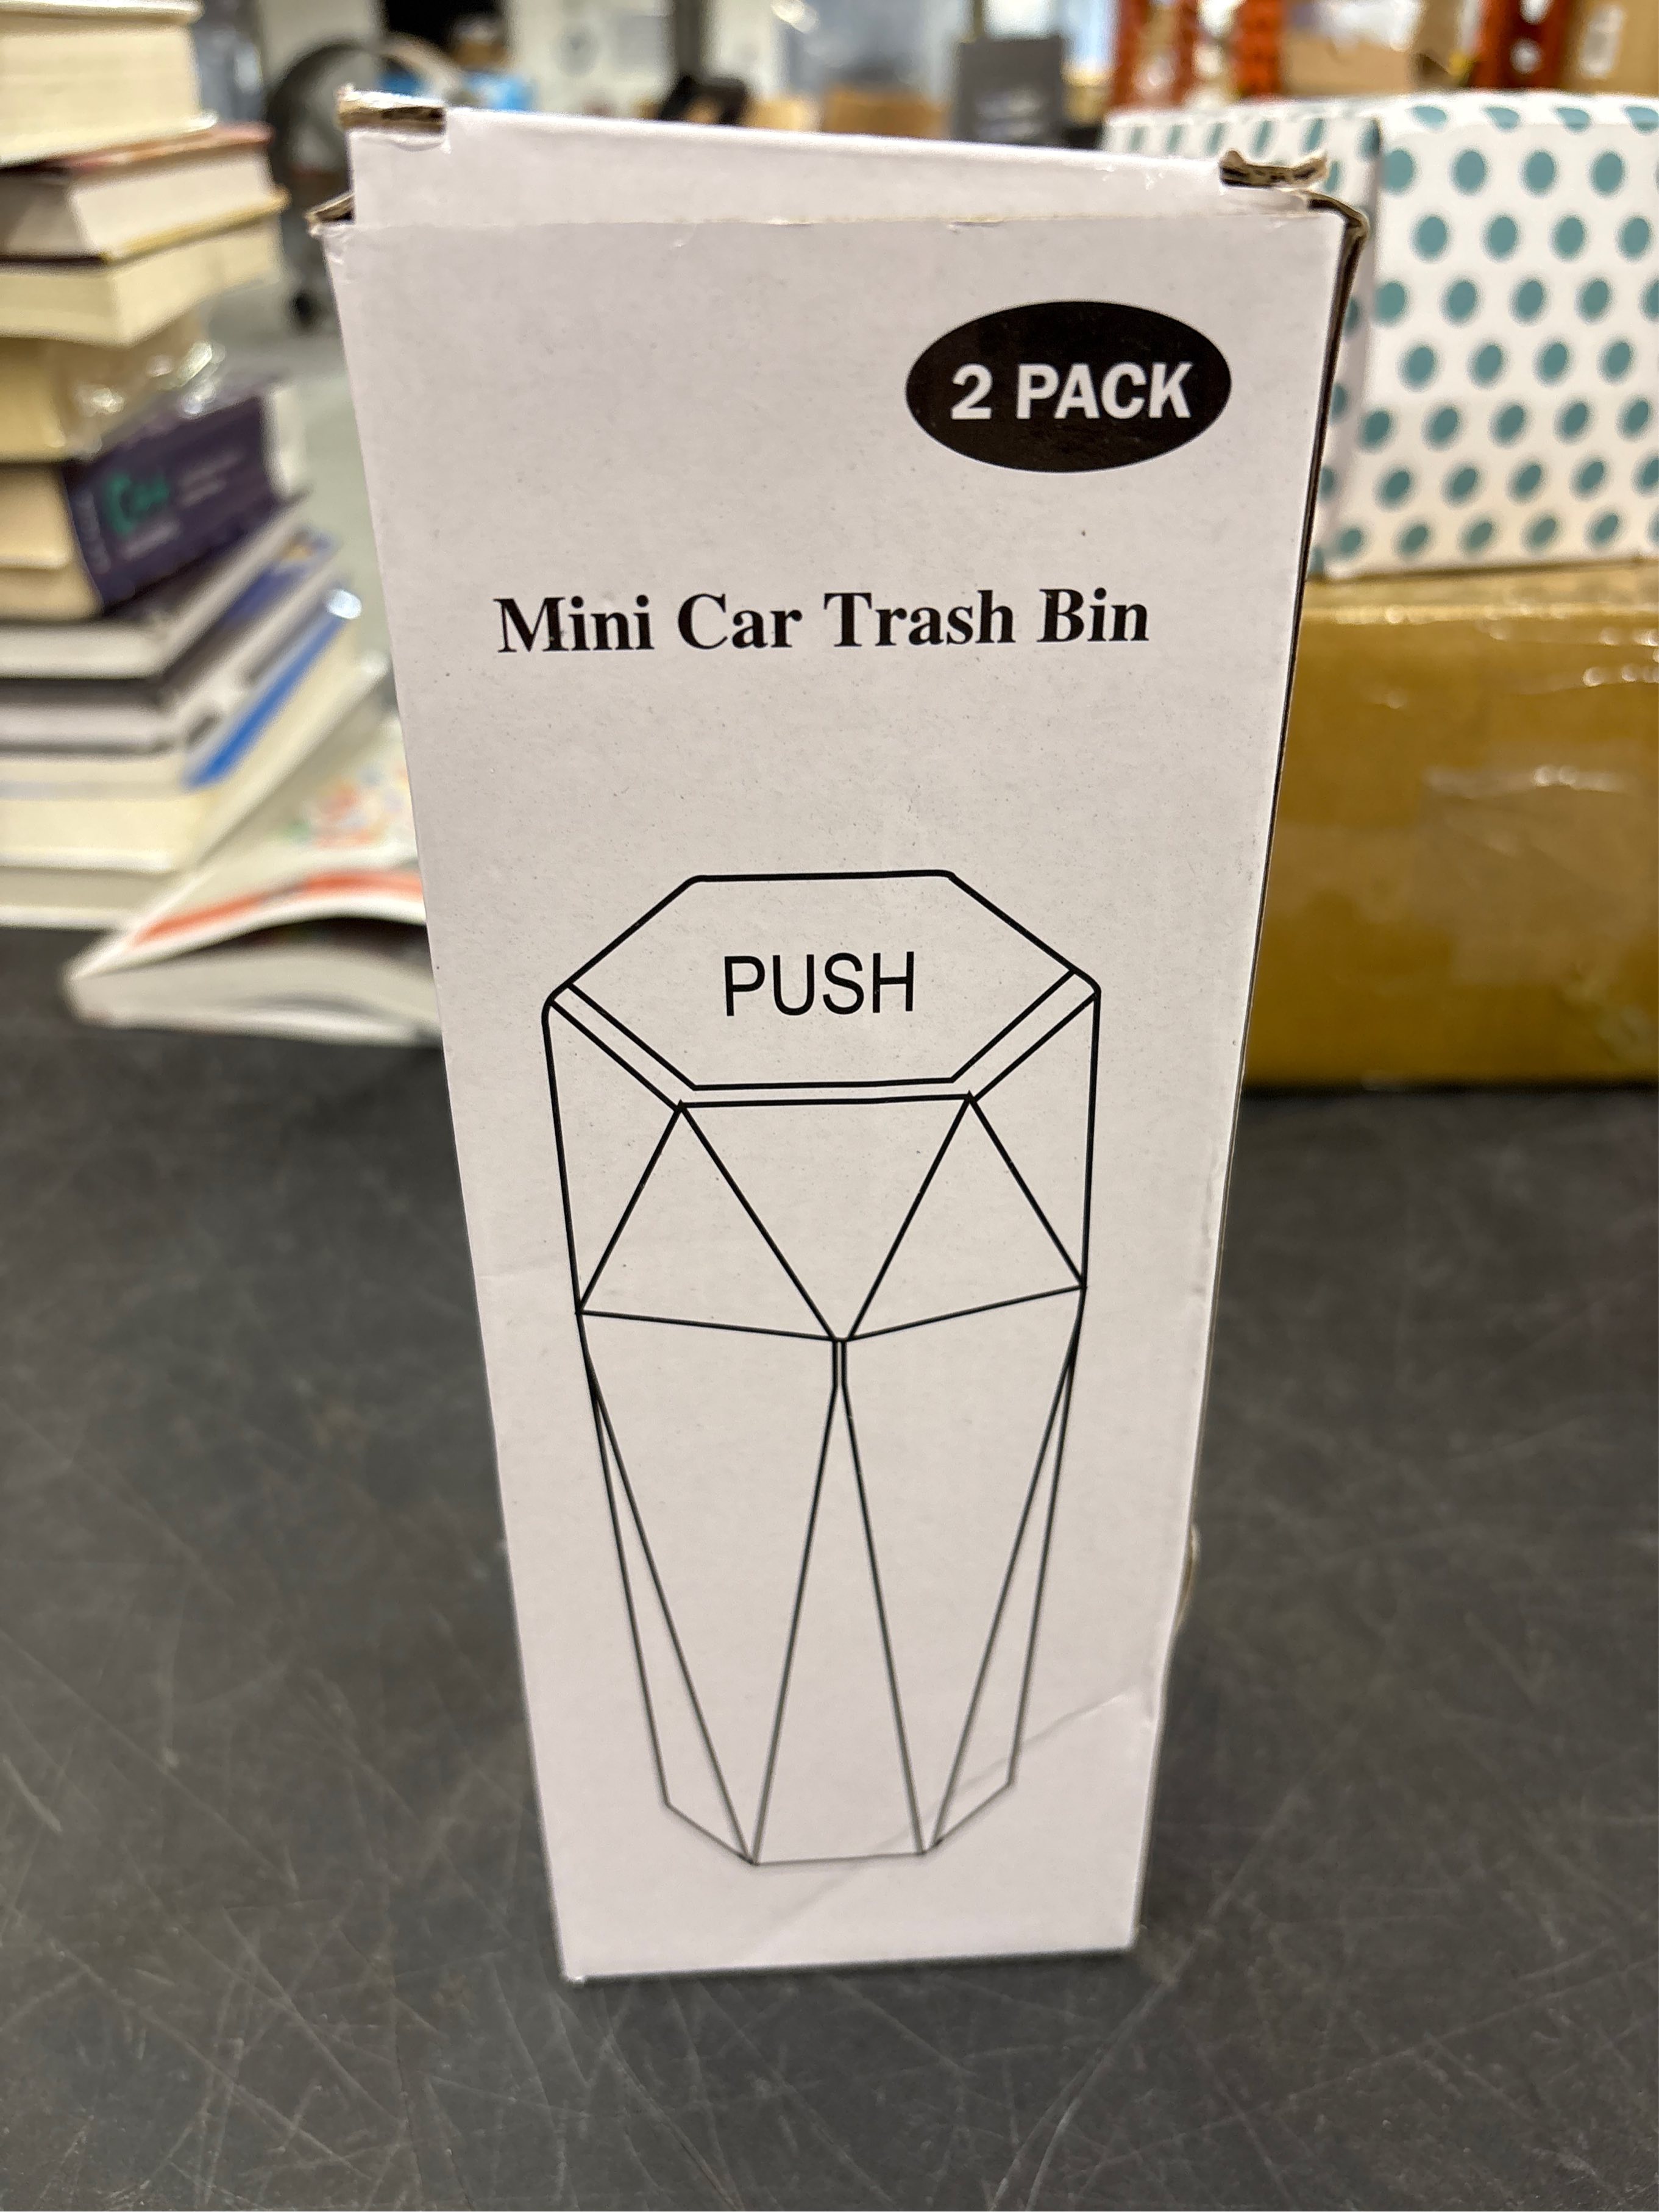 2 PACK
Mini Car Trash Bin
PUSH